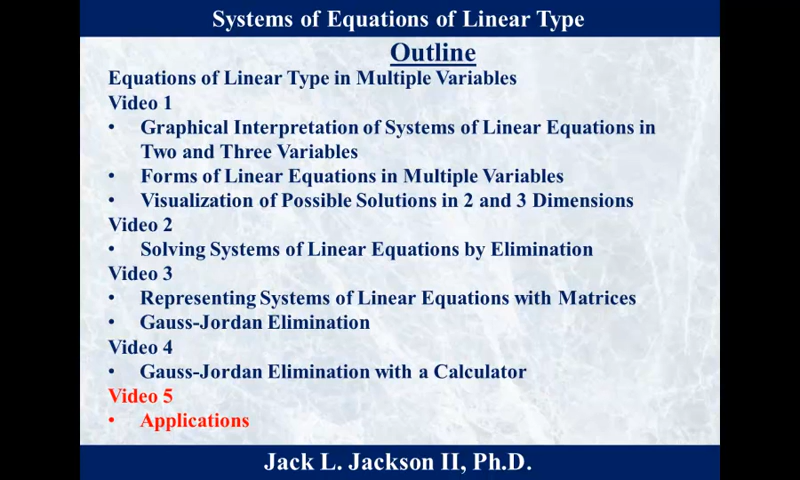 Systems of Equations of Linear Type
Outline
Equations of Linear Type in Multiple Variables
Video 1
• Graphical Interpretation of Systems of Linear Equations in
Two and Three Variables
• Forms of Linear Equations in Multiple Variables
• Visualization of Possible Solutions in 2 and 3 Dimensions
Video 2
• Solving Systems of Linear Equations by Elimination
Video 3
• Representing Systems of Linear Equations with Matrices
• Gauss-Jordan Elimination
Video 4
• Gauss-Jordan Elimination with a Calculator
Video 5
• Applications
Jack L. Jackson II, Ph.D.